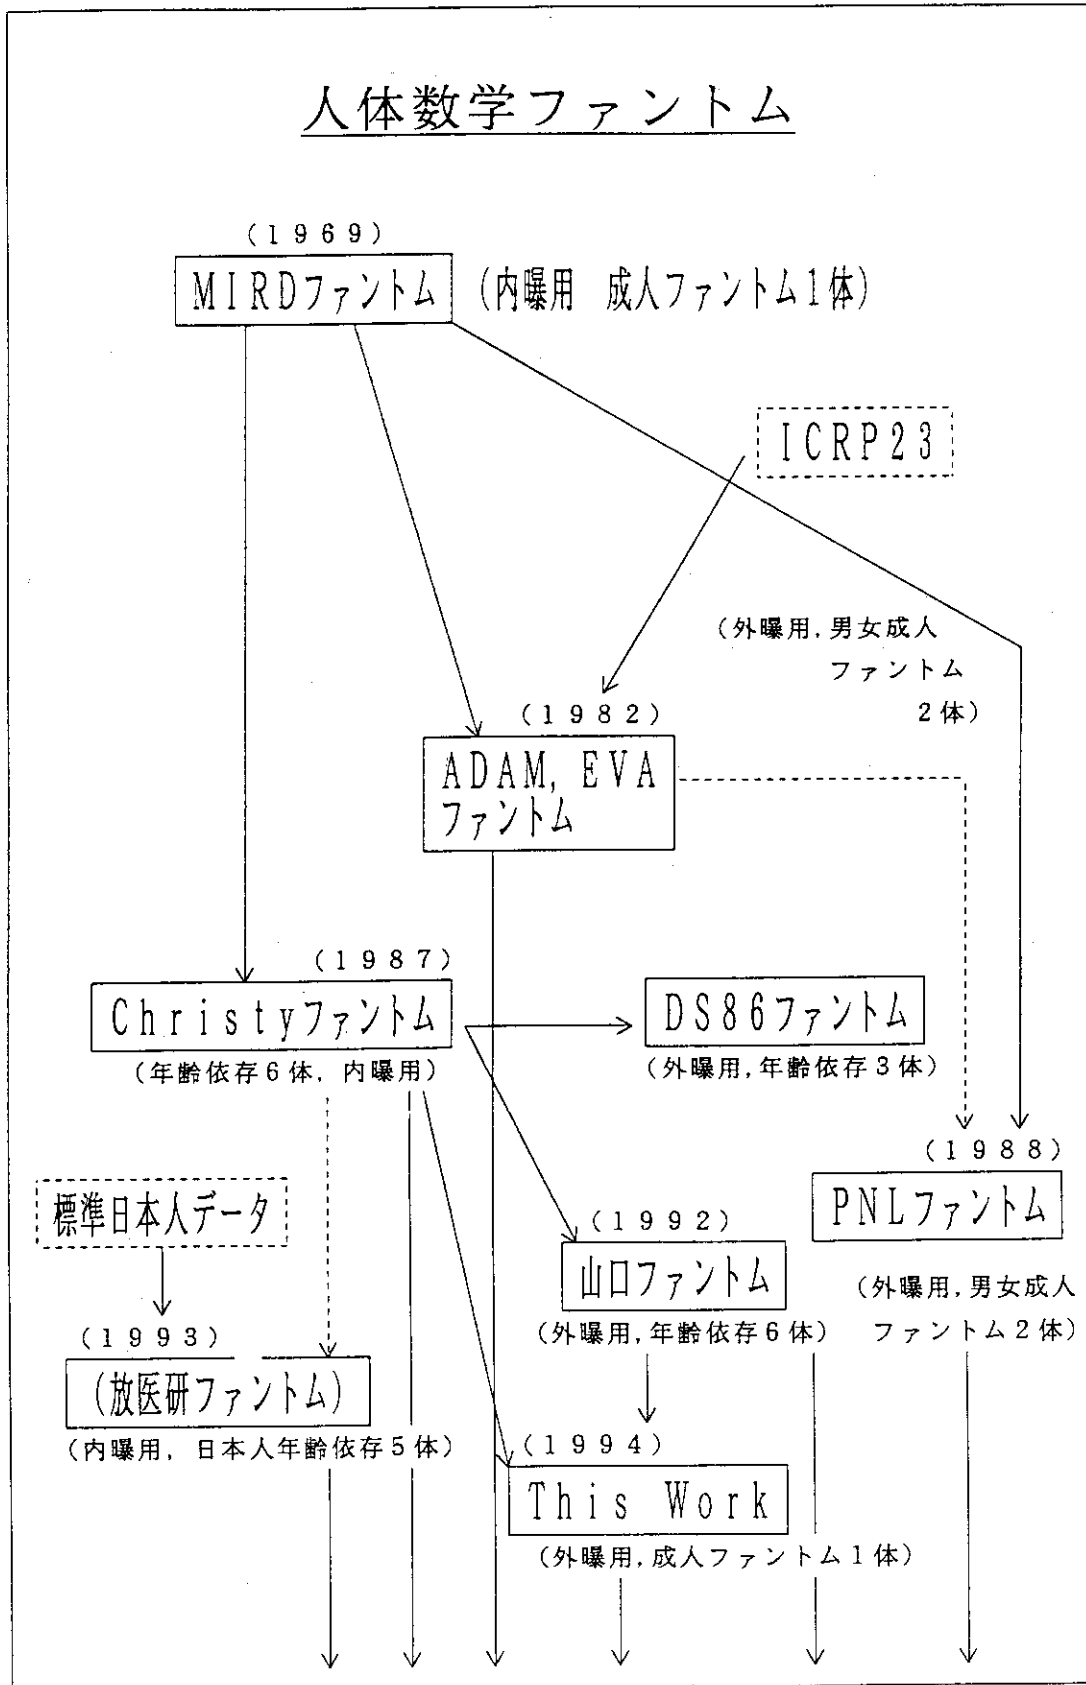 人体数学ファントム
(1969)
MIRDファントム (内曝用 成人ファントム1体)
ICRP23
(外曝用,男女成人
ファントム
2体)
(1982)
ADAM, EVA
ファントム
(1987)
Christyファントム
(年齢依存6体, 内曝用)
DS86ファントム
(外曝用,年齢依存3体)
(1988)
PNLファントム
(外曝用,男女成人
ファントム2体)
標準日本人データ
(1992)
山口ファントム
(外曝用,年齢依存6体)
(1993)
(放医研ファントム)
(内曝用, 日本人年齢依存5体)
(1994)
This Work
(外曝用,成人ファントム1体)